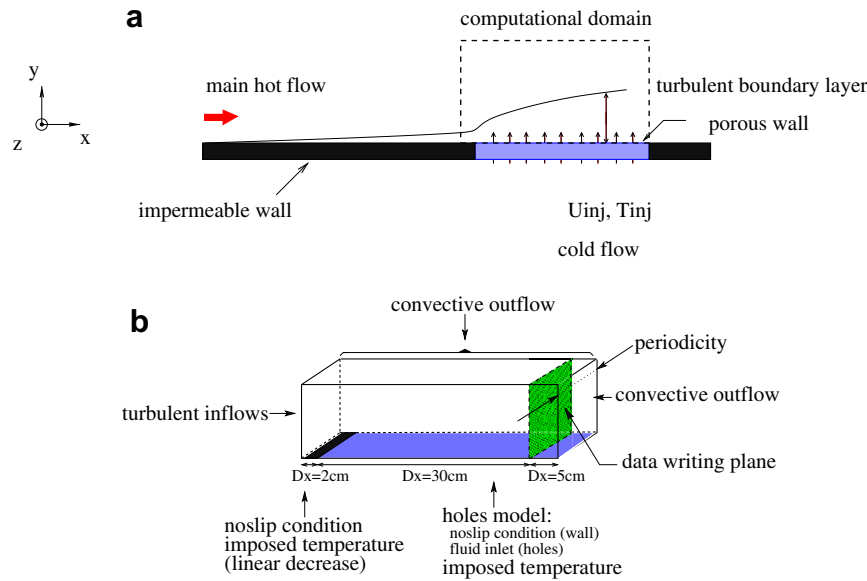 a
computational domain
y
x
z
main hot flow
turbulent boundary layer
porous wall
impermeable wall
Uinj, Tinj
cold flow
b
convective outflow
periodicity
turbulent inflows
convective outflow
data writing plane
Dx=2cm
Dx=30cm
Dx=5cm
noslip condition
imposed temperature
(linear decrease)
holes model:
noslip condition (wall)
fluid inlet (holes)
imposed temperature